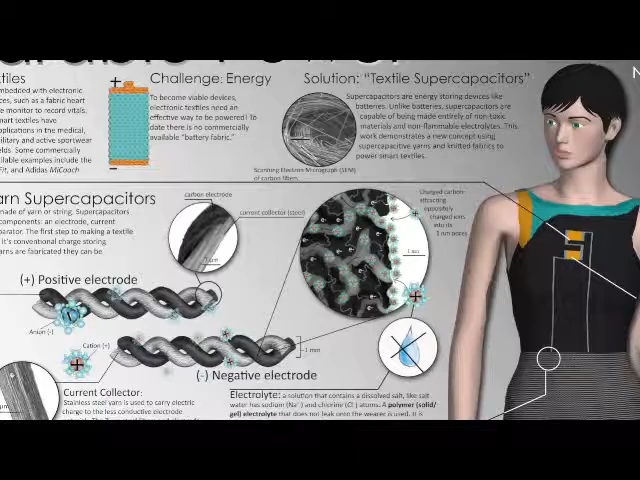 tiles
Challenge: Energy
Solution: "Textile Supercapacitors"
mbedded with electronic
ces, such as a fabric heart
e monitor to record vitals.
mart textiles have
plications in the medical,
ilitary and active sportwear
elds. Some commercially
ailable examples include the
Fit, and Adidas MiCoach
+
To become viable devices,
electronic textiles need an
effective way to be powered! To
date there is no commercially
available "battery fabric."
Scanning Electron Micrograph (SEM)
of carbon fibers.
Supercapacitors are energy storing devices like
batteries. Unlike batteries, supercapacitors are
capable of being made entirely of non-toxic
materials and non-flammable electrolytes. This
work demonstrates a new concept using
supercapacitive yarns and knitted fabrics to
power smart textiles.
arn Supercapacitors
made of yarn or string. Supercapacitors
components: an electrode, current
parator. The first step to making a textile
it's conventional charge storing
arns are fabricated they can be
carbon electrode
current collector (steel)
Charged carbon:
attracting
oppositely
charged ions
into its
1 nm pores
1 nm
(+) Positive electrode
Anion (-)
Cation (+)
~1 mm
(-) Negative electrode
Current Collector:
Stainless steel yarn is used to carry electric
charge to the less conductive electrode
Electrolyte: a solution that contains a dissolved salt, like salt
water has sodium (Na⁺) and chlorine (Cl⁻) atoms. A polymer (solid/
gel) electrolyte that does not leak onto the wearer is used. It is